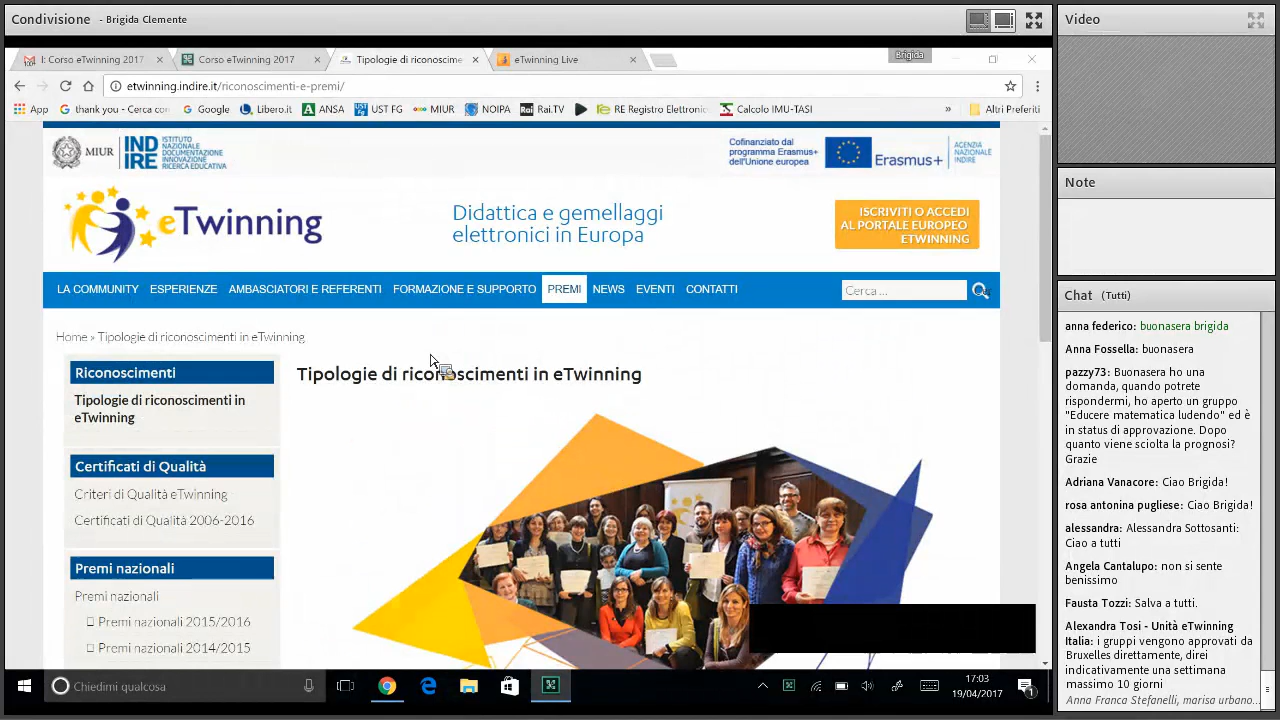 Condivisione - Brigida Clemente
I: Corso eTwinning 2017
Corso eTwinning 2017
Tipologie di riconoscime
eTwinning Live
Brigida
etwinning.indire.it/riconoscimenti-e-premi/
App
thank you - Cerca co
Google
Libero.it
ANSA
UST FG
MIUR
NOIPA
Rai.TV
RE Registro Elettronic
Calcolo IMU-TASI
»
Altri Preferiti
MIUR
INDIRE
ISTITUTO
NAZIONALE
DOCUMENTAZIONE
INNOVAZIONE
RICERCA EDUCATIVA
Cofinanziato dal
programma Erasmus+
dell'Unione europea
Erasmus+
AGENZIA
NAZIONALE
INDIRE
eTwinning
Didattica e gemellaggi
elettronici in Europa
ISCRIVITI O ACCEDI
AL PORTALE EUROPEO
ETWINNING
LA COMMUNITY ESPERIENZE AMBASCIATORI E REFERENTI FORMAZIONE E SUPPORTO PREMI NEWS EVENTI CONTATTI
Cerca ...
Home » Tipologie di riconoscimenti in eTwinning
Riconoscimenti
Tipologie di riconoscimenti in
eTwinning
Certificati di Qualità
Criteri di Qualità eTwinning
Certificati di Qualità 2006-2016
Premi nazionali
Premi nazionali
Premi nazionali 2015/2016
Premi nazionali 2014/2015
Tipologie di riconoscimenti in eTwinning
Chiedimi qualcosa
17:03
19/04/2017
1
Video
Note
Chat (Tutti)
anna federico: buonasera brigida
Anna Fossella: buonasera
pazzy73: Buonasera ho una
domanda, quando potrete
rispondermi, ho aperto un gruppo
"Educere matematica ludendo" ed è
in status di approvazione. Dopo
quanto viene sciolta la prognosi?
Grazie
Adriana Vanacore: Ciao Brigida!
rosa antonina pugliese: Ciao Brigida!
alessandra: Alessandra Sottosanti:
Ciao a tutti
Angela Cantalupo: non si sente
benissimo
Fausta Tozzi: Salva a tutti.
Alexandra Tosi - Unità eTwinning
Italia: i gruppi vengono approvati da
Bruxelles direttamente, direi
indicativamente una settimana
massimo 10 giorni
Anna Franca Stefanelli, marisa urbano...